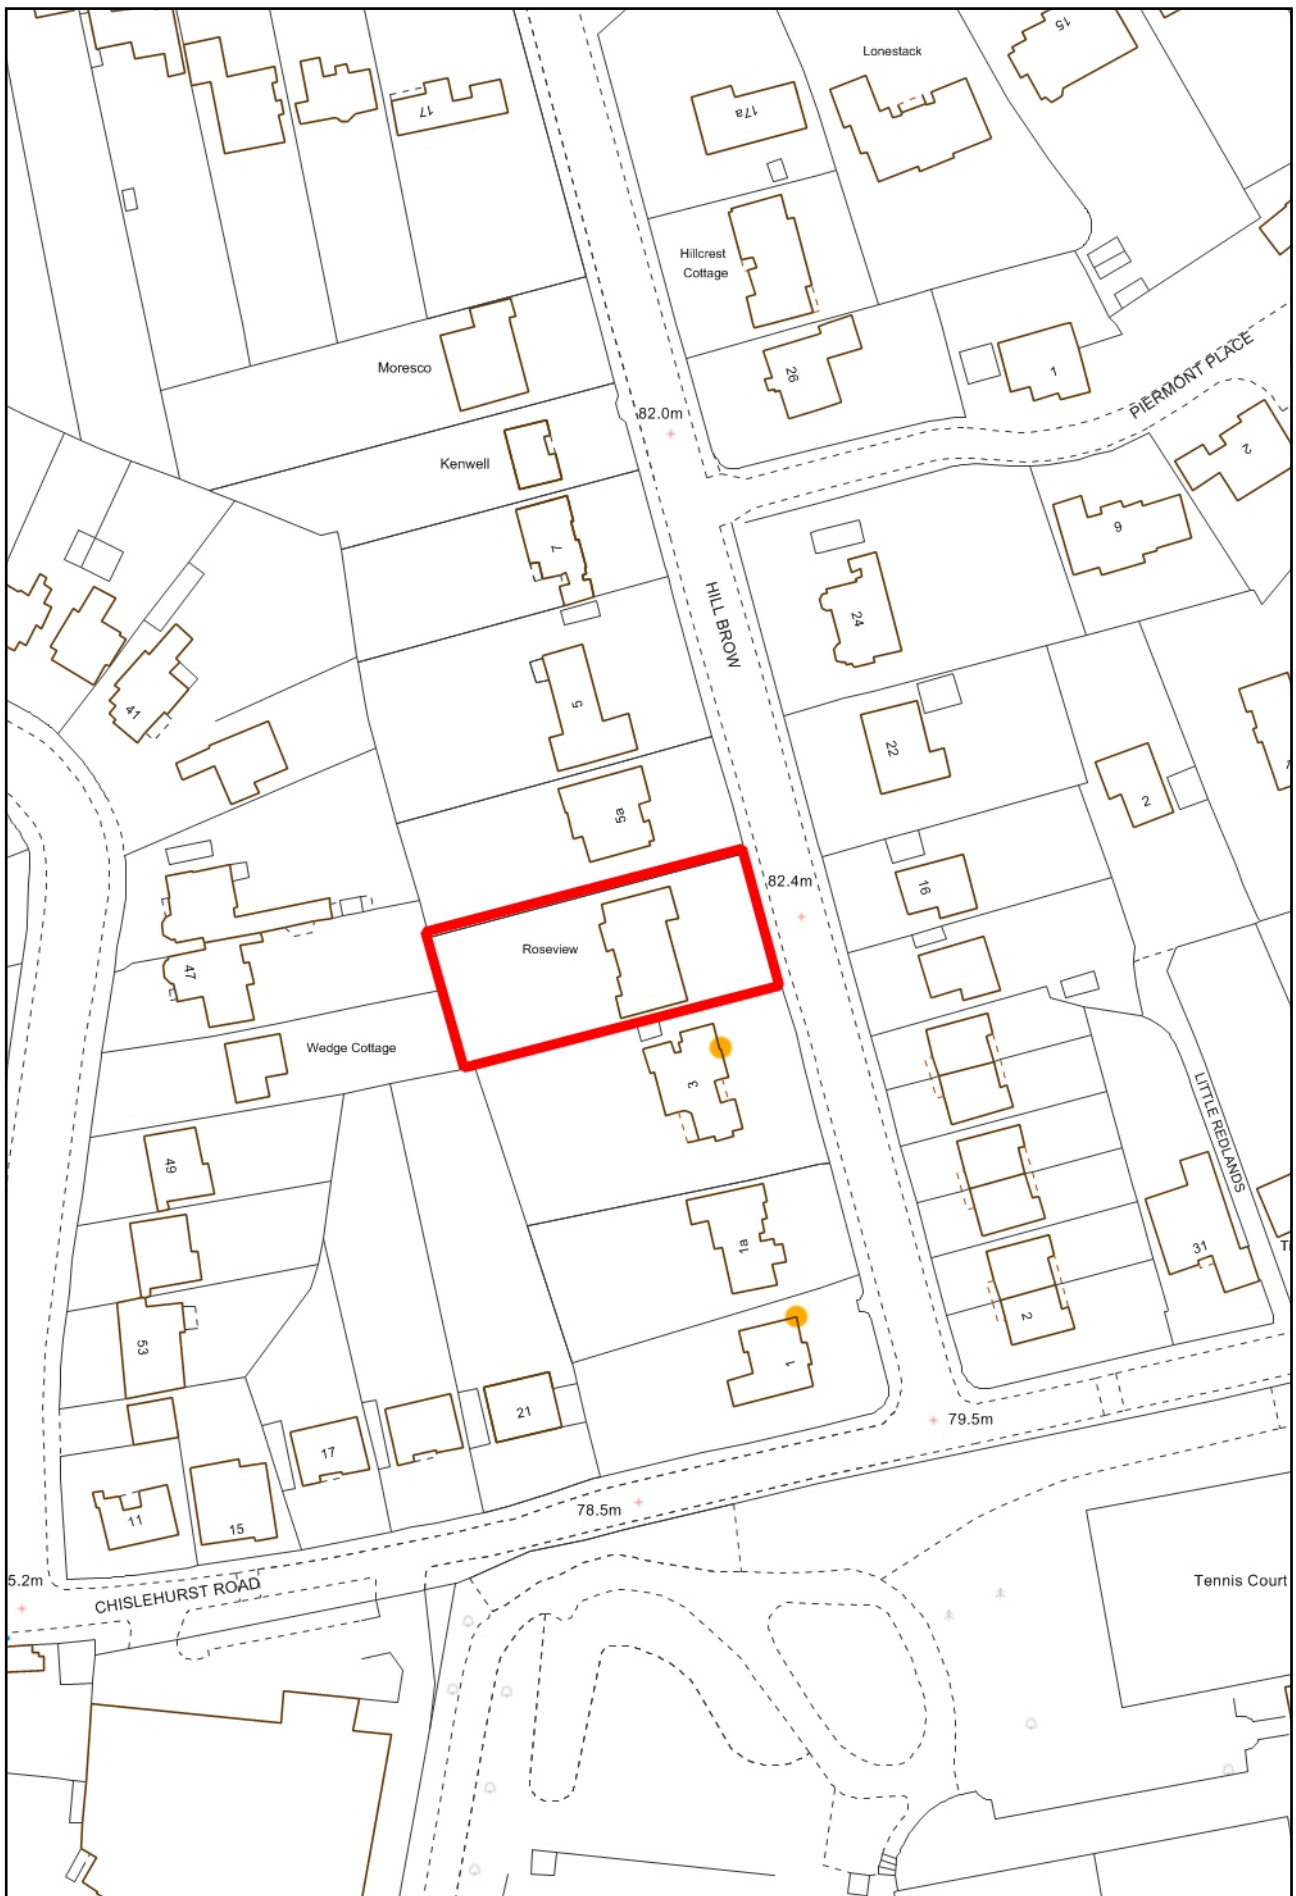 Lonestack
15
17
17a
Hillcrest
Cottage
Moresco
26
1
PIERMONT PLACE
82.0m
Kenwell
2
9
7
HILL BROW
24
41
5
22
2
5a
82.4m
16
Roseview
47
Wedge Cottage
3
LITTLE REDLANDS
49
1a
31
2
53
1
21
17
79.5m
11
15
78.5m
5.2m
CHISLEHURST ROAD
Tennis Court